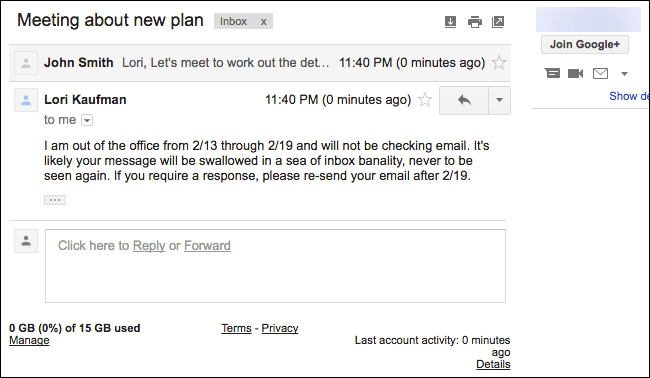 Meeting about new plan
Inbox x
John Smith Lori, Let's meet to work out the det... 11:40 PM (0 minutes ago)
Lori Kaufman 11:40 PM (0 minutes ago)
to me
I am out of the office from 2/13 through 2/19 and will not be checking email. It's
likely your message will be swallowed in a sea of inbox banality, never to be
seen again. If you require a response, please re-send your email after 2/19.
...
Click here to Reply or Forward
0 GB (0%) of 15 GB used
Manage
Terms - Privacy
Last account activity: 0 minutes
ago
Details
Join Google+
Show de